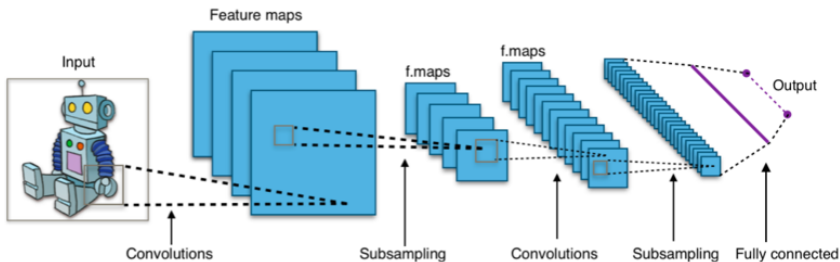 Feature maps
Input
f.maps
f.maps
Output
Convolutions
Subsampling
Convolutions
Subsampling
Fully connected